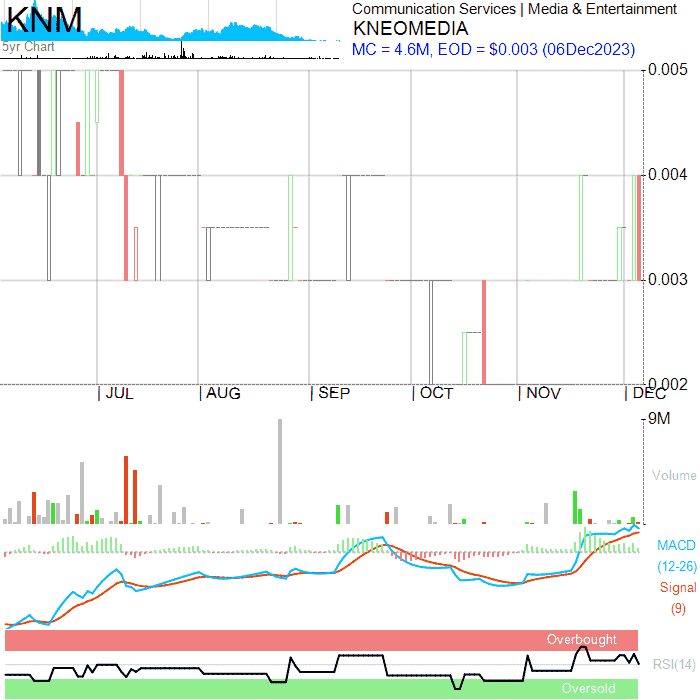 KNM
5yr Chart
Communication Services | Media & Entertainment
KNEOMEDIA
MC = 4.6M, EOD = $0.003 (06Dec2023)
0.005
0.004
0.003
0.002
JUL
AUG
SEP
OCT
NOV
DEC
9M
Volume
MACD
(12-26)
Signal
(9)
Overbought
RSI(14)
Oversold